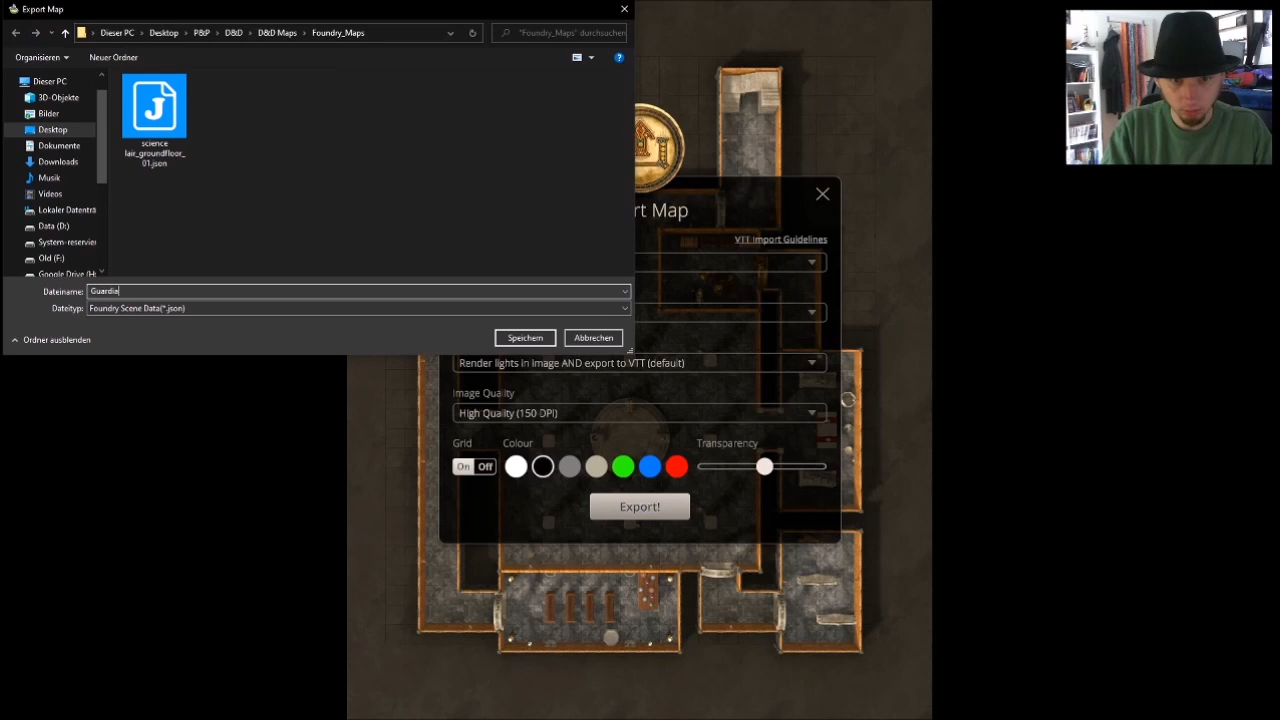 Export Map
Dieser PC > Desktop > P&P > D&D > D&D Maps > Foundry_Maps
"Foundry_Maps" durchsuchen
Organisieren
Neuer Ordner
Dieser PC
3D-Objekte
Bilder
Desktop
Dokumente
Downloads
Musik
Videos
Lokaler Datenträ
Data (D:)
System-reservier
Old (F:)
Google Drive (H:
science
lair_groundfloor_
01.json
Dateiname: Guardia
Dateityp: Foundry Scene Data(*.json)
Ordner ausblenden
Speichern
Abbrechen
rt Map
VTT Import Guidelines
Render lights in image AND export to VTT (default)
Image Quality
High Quality (150 DPI)
Grid
Colour
Transparency
On Off
Export!